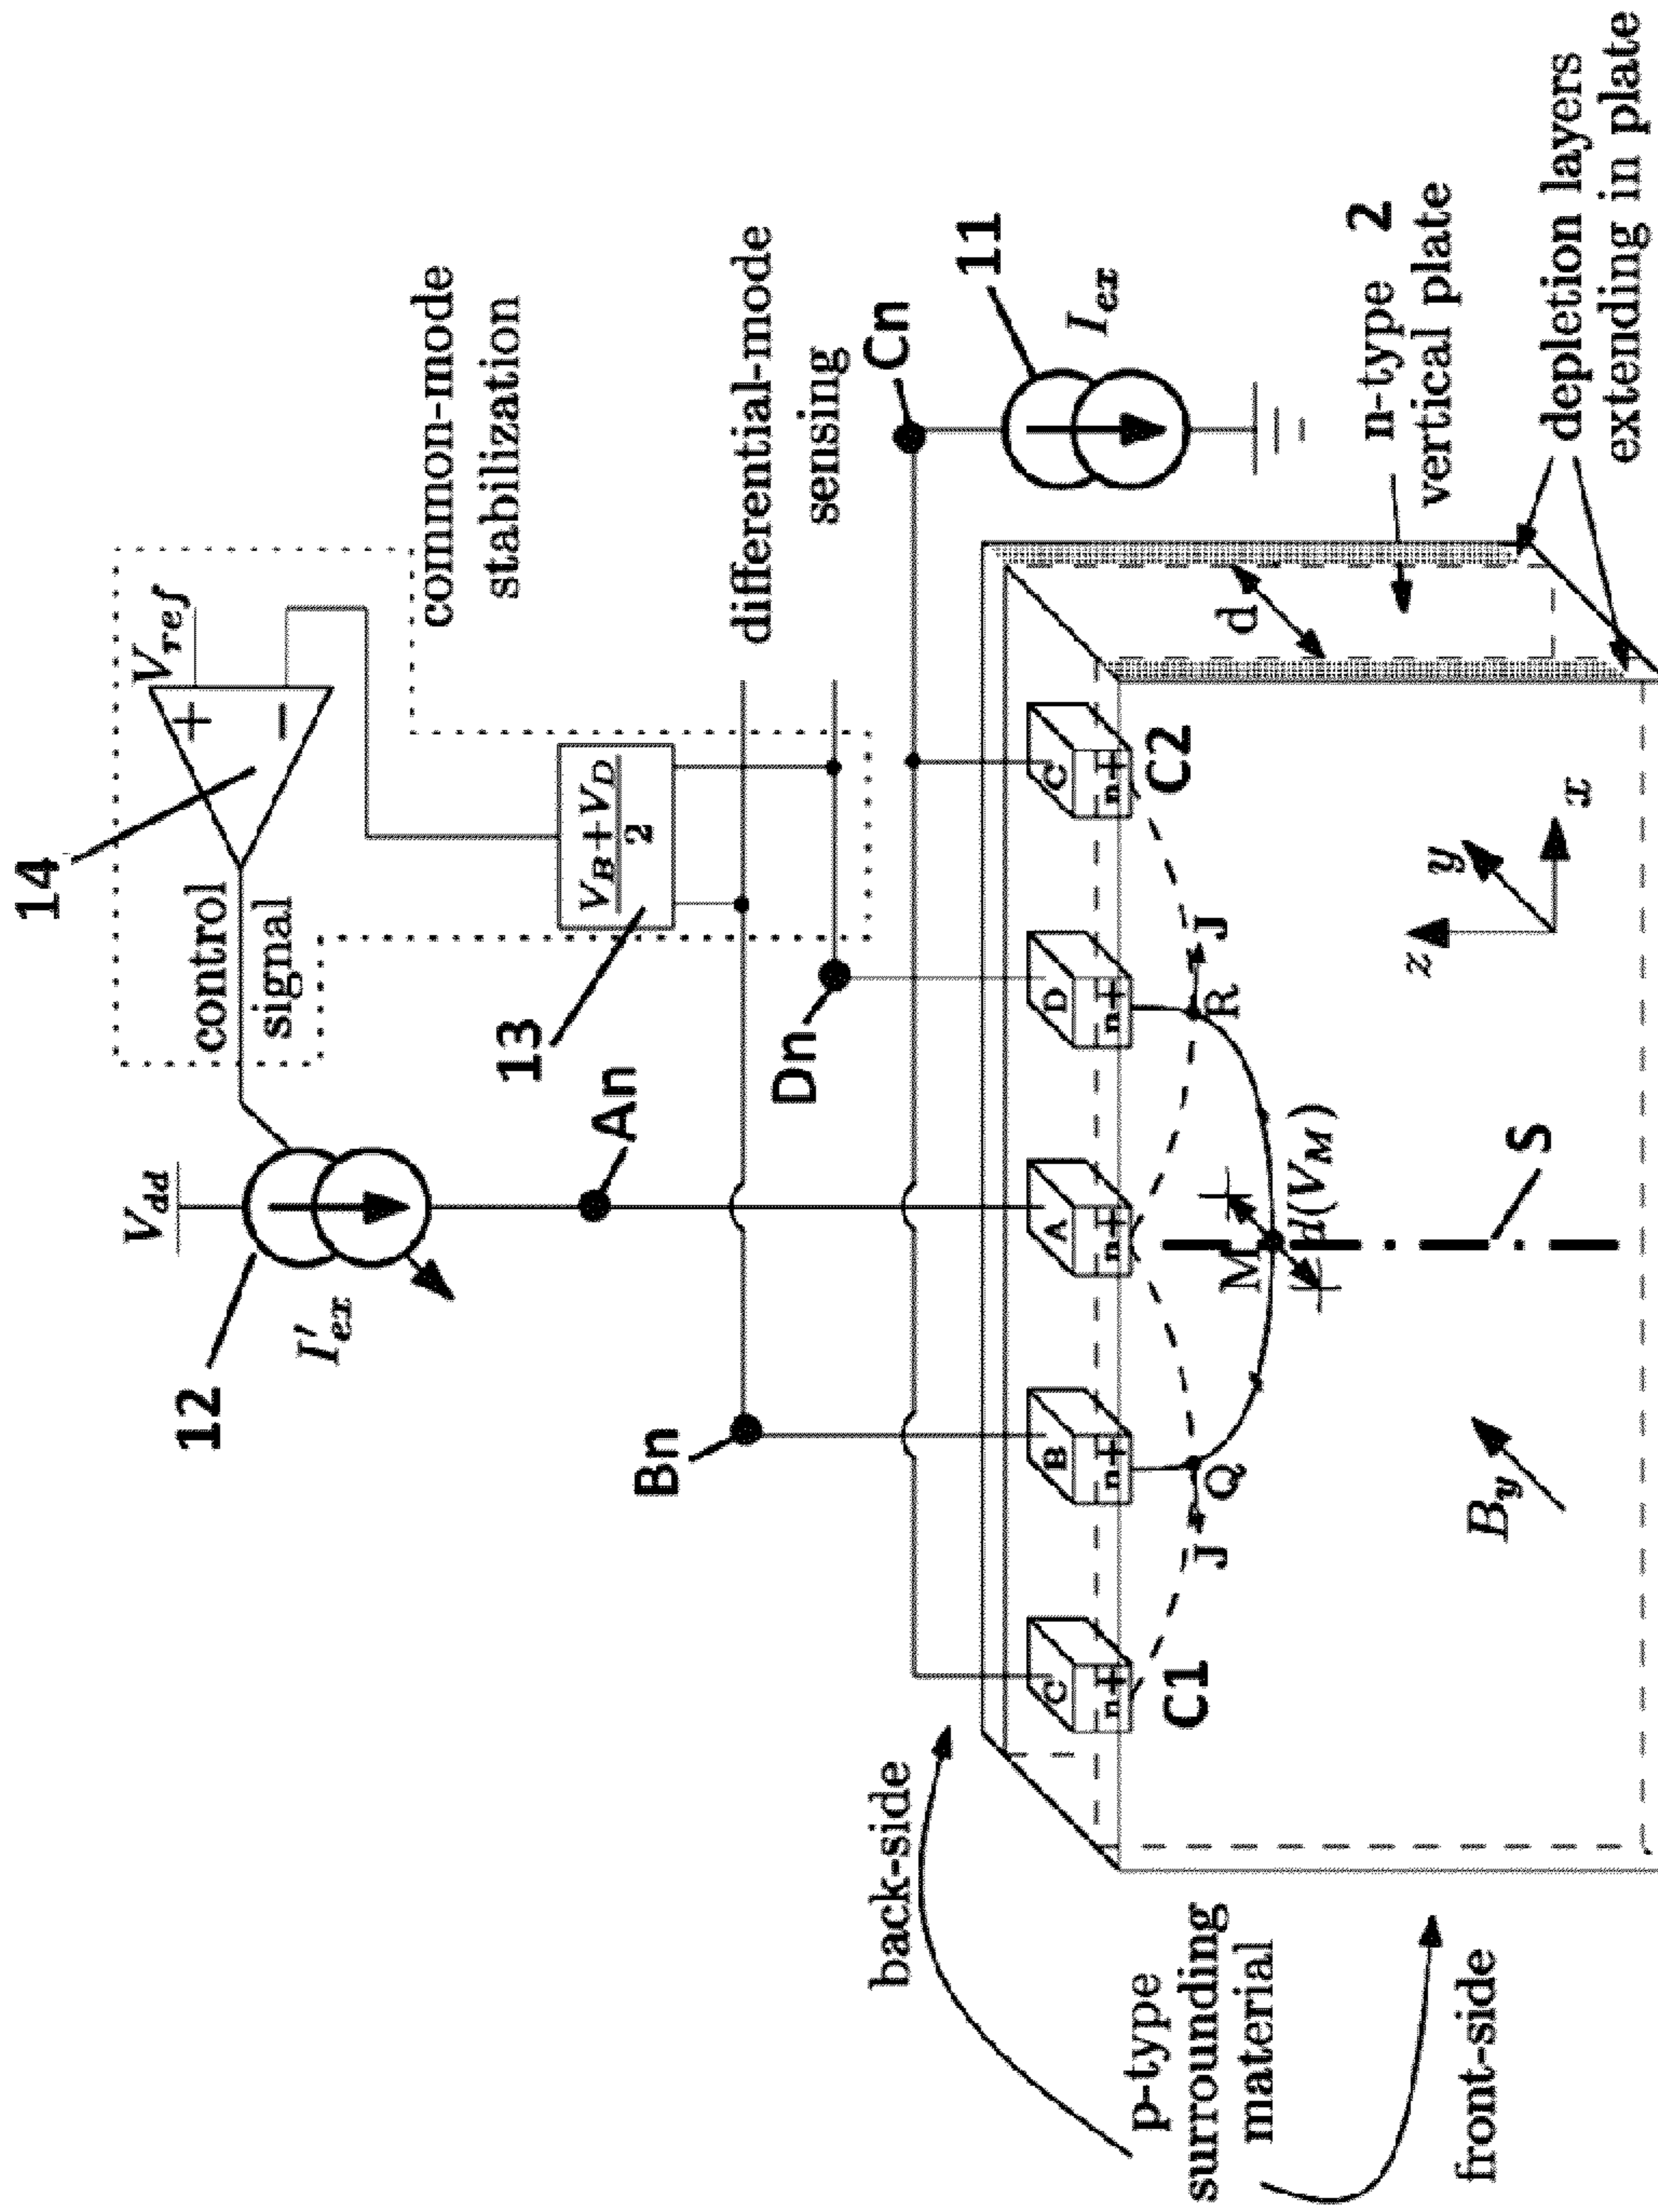 14
V_ref
+
−
control
signal
common-mode
stabilization
V_dd
12
I'_ex
13
V_B+V_D
2
An
differential-mode
sensing
Bn
Dn
Cn
11
I_ex
back-side
C
B
A
D
C
n+
n+
n+
n+
n+
C1
C2
J
Q
R
J
M
d(V_M)
d
n-type 2
vertical plate
p-type
surrounding
material
B_y
S
z
y
x
front-side
depletion layers
extending in plate